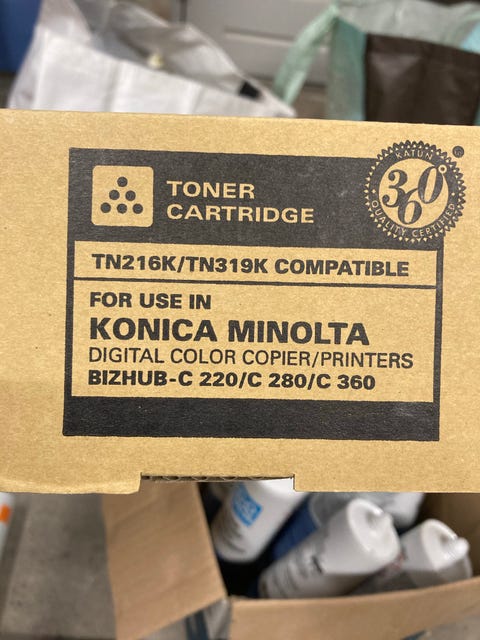 TONER
CARTRIDGE
KATUN
360°
QUALITY CERTIFIED
®
TN216K/TN319K COMPATIBLE
FOR USE IN
KONICA MINOLTA
DIGITAL COLOR COPIER/PRINTERS
BIZHUB-C 220/C 280/C 360